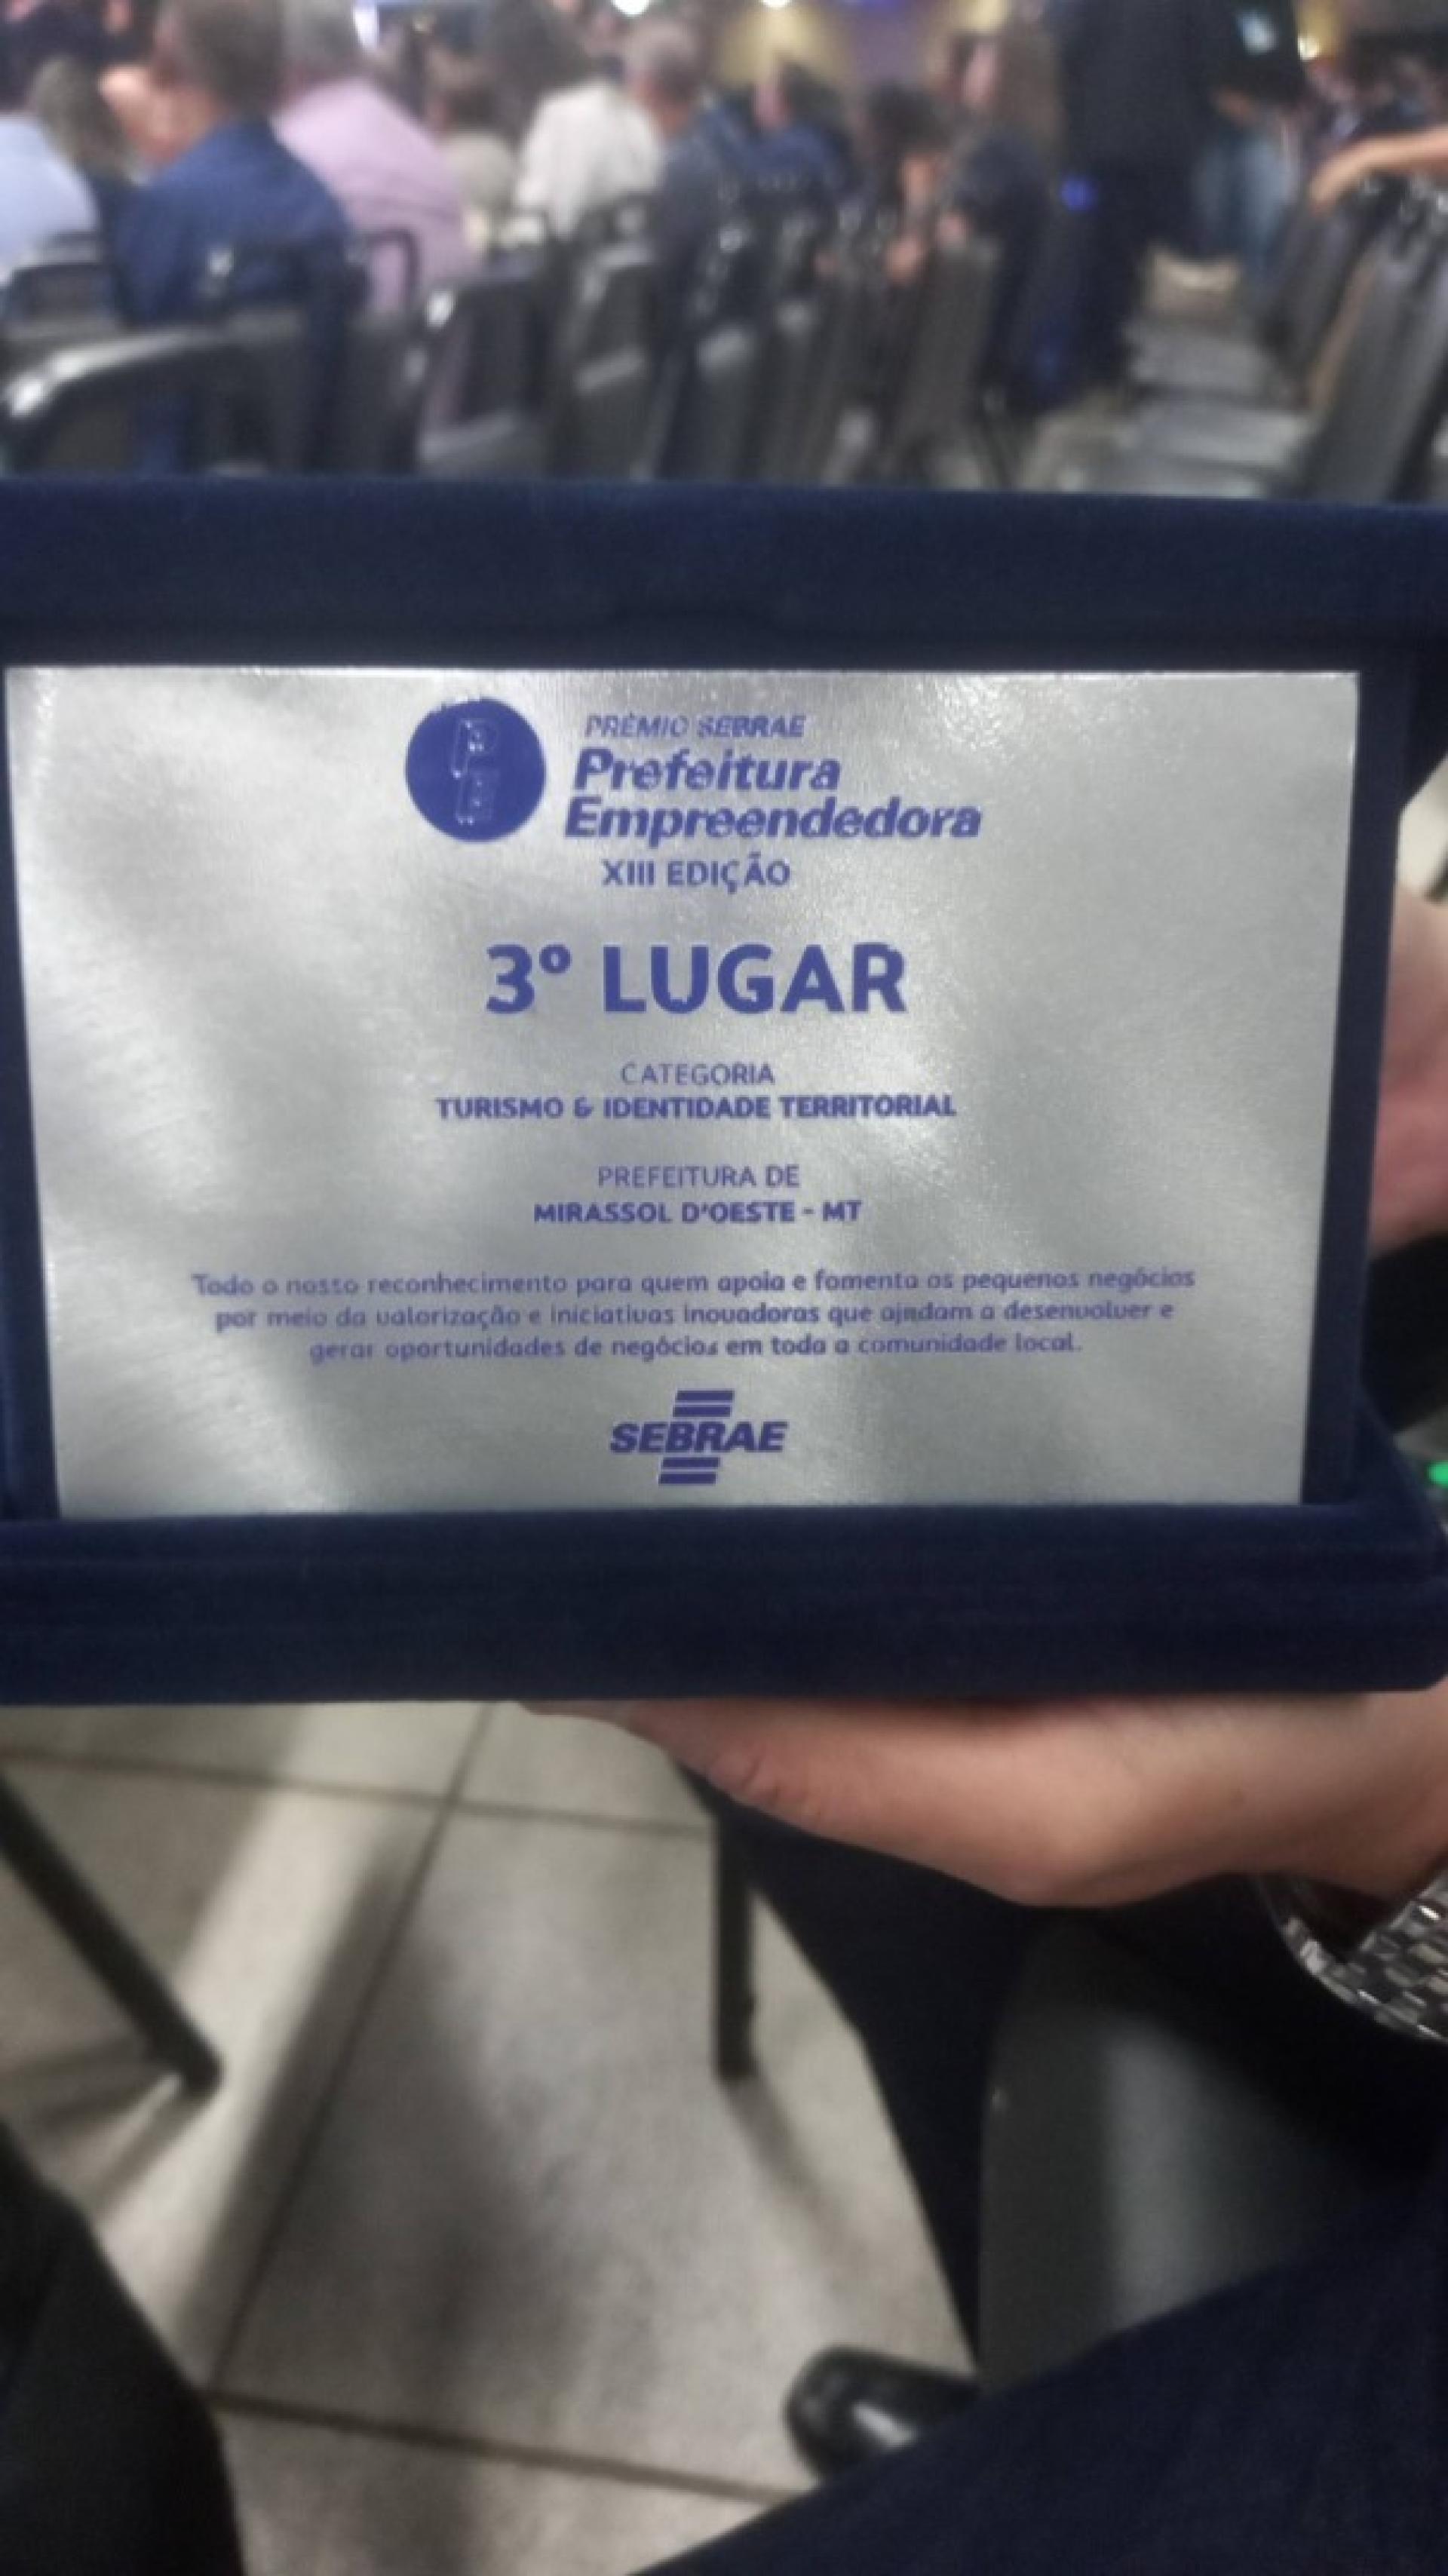 PRÊMIO SEBRAE
Prefeitura
Empreendedora
XIII EDIÇÃO
3º LUGAR
CATEGORIA
TURISMO & IDENTIDADE TERRITORIAL
PREFEITURA DE
MIRASSOL D'OESTE - MT
Todo o nosso reconhecimento para quem apoia e fomenta os pequenos negócios
por meio da valorização e iniciativas inovadoras que ajudam a desenvolver e
gerar oportunidades de negócios em toda a comunidade local.
SEBRAE